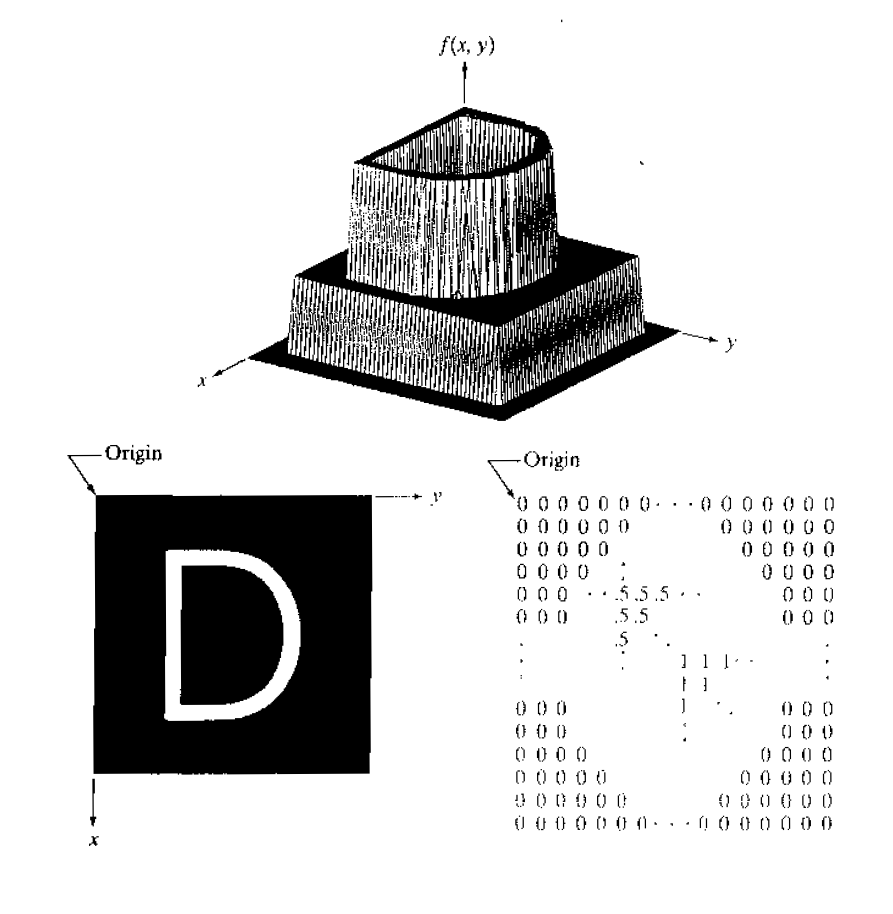 f(x, y)
x
y
Origin
y
D
x
Origin
0 0 0 0 0 0 0 · · · 0 0 0 0 0 0 0
0 0 0 0 0 0 0 0 0 0 0 0
0 0 0 0 0 0 0 0 0 0
0 0 0 0 0 0 0 0
0 0 0 · · .5 .5 .5 · · 0 0 0
0 0 0 .5 .5 0 0 0
.5
1 1 1 · ·
1 1
0 0 0 1 0 0 0
0 0 0 0 0 0
0 0 0 0 0 0 0 0
0 0 0 0 0 0 0 0 0 0
0 0 0 0 0 0 0 0 0 0 0 0
0 0 0 0 0 0 0 · · · 0 0 0 0 0 0 0